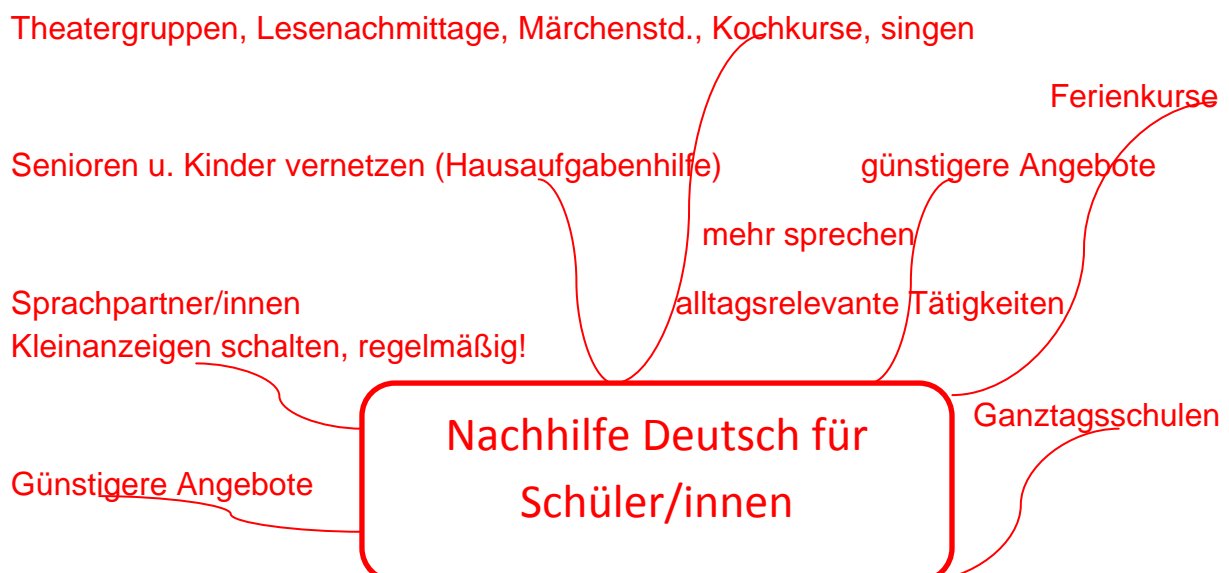 Theatergruppen, Lesenachmittage, Märchenstd., Kochkurse, singen
Ferienkurse
Senioren u. Kinder vernetzen (Hausaufgabenhilfe)
günstigere Angebote
mehr sprechen
Sprachpartner/innen
alltagsrelevante Tätigkeiten
Kleinanzeigen schalten, regelmäßig!
Ganztagsschulen
Nachhilfe Deutsch für
Schüler/innen
Günstigere Angebote